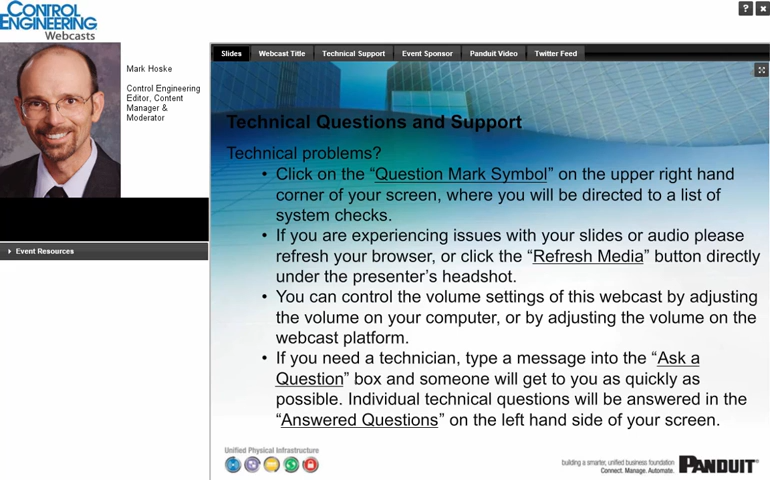 CONTROL
ENGINEERING
Webcasts
?
Mark Hoske
Control Engineering
Editor, Content
Manager &
Moderator
Event Resources
Slides Webcast Title Technical Support Event Sponsor Panduit Video Twitter Feed
Technical Questions and Support
Technical problems?
• Click on the “Question Mark Symbol” on the upper right hand
corner of your screen, where you will be directed to a list of
system checks.
• If you are experiencing issues with your slides or audio please
refresh your browser, or click the “Refresh Media” button directly
under the presenter’s headshot.
• You can control the volume settings of this webcast by adjusting
the volume on your computer, or by adjusting the volume on the
webcast platform.
• If you need a technician, type a message into the “Ask a
Question” box and someone will get to you as quickly as
possible. Individual technical questions will be answered in the
“Answered Questions” on the left hand side of your screen.
Unified Physical Infrastructure
building a smarter, unified business foundation
Connect. Manage. Automate.
PANDUIT